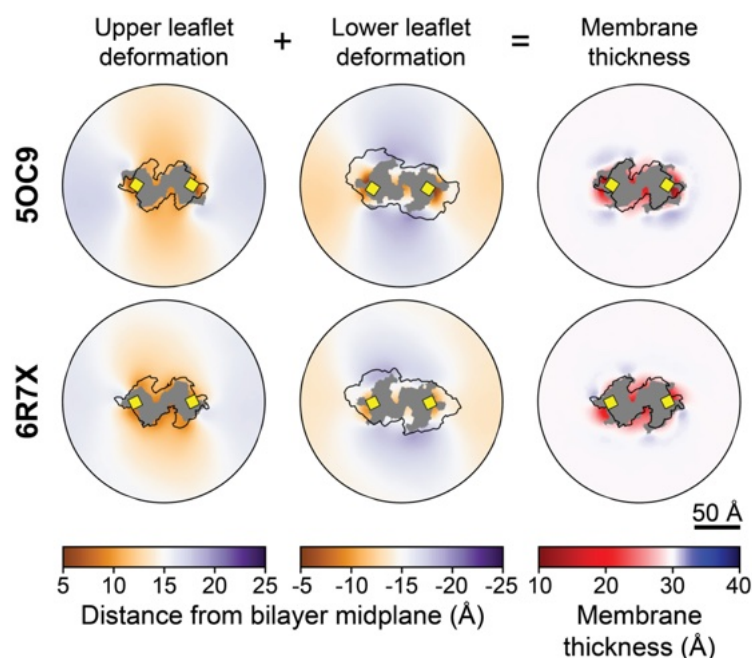 Upper leaflet deformation + Lower leaflet deformation = Membrane thickness
5OC9
6R7X
50 Å
5 10 15 20 25
-5 -10 -15 -20 -25
10 20 30 40
Distance from bilayer midplane (Å)
Membrane thickness (Å)